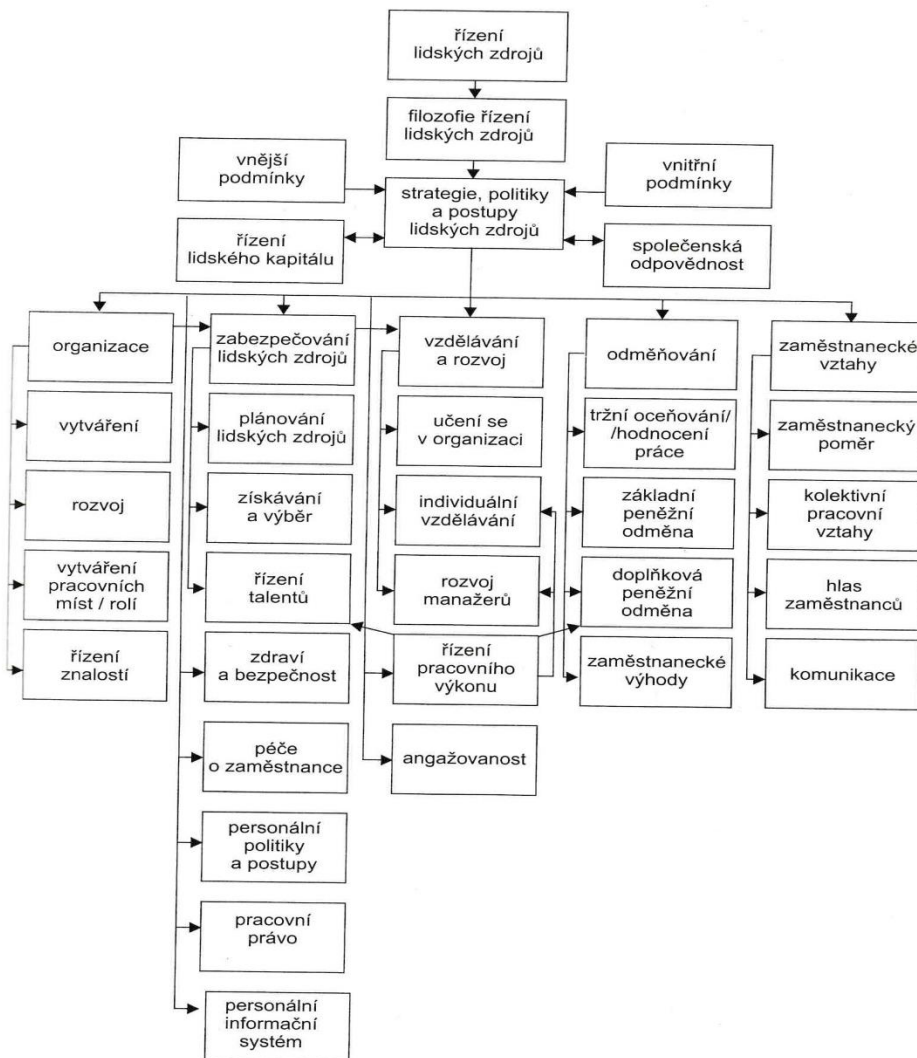 řízení
lidských zdrojů
filozofie řízení
lidských zdrojů
vnější
podmínky
vnitřní
podmínky
strategie, politiky
a postupy
lidských zdrojů
řízení
lidského kapitálu
společenská
odpovědnost
organizace
zabezpečování
lidských zdrojů
vzdělávání
a rozvoj
odměňování
zaměstnanecké
vztahy
vytváření
plánování
lidských zdrojů
učení se
v organizaci
tržní oceňování/
/hodnocení
práce
zaměstnanecký
poměr
rozvoj
získávání
a výběr
individuální
vzdělávání
základní
peněžní
odměna
kolektivní
pracovní
vztahy
vytváření
pracovních
míst / rolí
řízení
talentů
rozvoj
manažerů
doplňková
peněžní
odměna
hlas
zaměstnanců
řízení
znalostí
zdraví
a bezpečnost
řízení
pracovního
výkonu
zaměstnanecké
výhody
komunikace
péče
o zaměstnance
angažovanost
personální
politiky
a postupy
pracovní
právo
personální
informační
systém